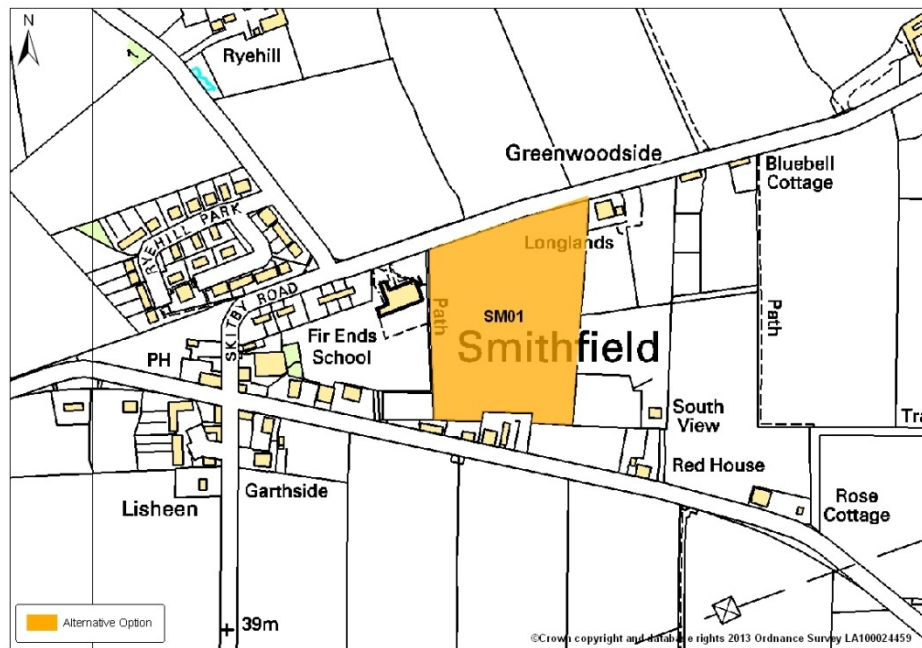 N
Ryehill
Greenwoodside
Bluebell
Cottage
RYEHILL PARK
Longlands
SKITBY ROAD
Path
SM01
Path
Fir Ends
School
Smithfield
PH
South
View
Tra
Red House
Garthside
Lisheen
Rose
Cottage
39m
Alternative Option
©Crown copyright and database rights 2013 Ordnance Survey LA100024459